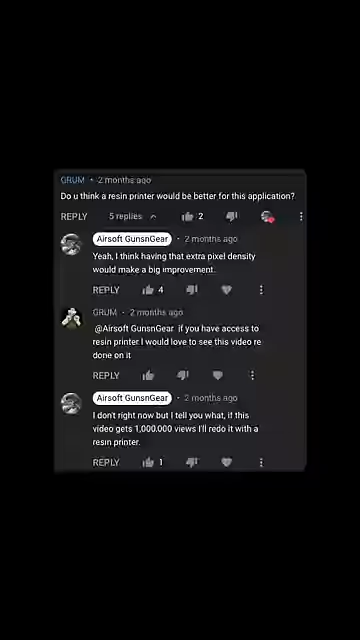 GRUM • 2 months ago
Do u think a resin printer would be better for this application?
REPLY 5 replies 2
Airsoft GunsnGear • 2 months ago
Yeah, I think having that extra pixel density
would make a big improvement.
REPLY 4
GRUM • 2 months ago
@Airsoft GunsnGear if you have access to
resin printer I would love to see this video re
done on it
REPLY
Airsoft GunsnGear • 2 months ago
I don't right now but I tell you what, if this
video gets 1,000.000 views I'll redo it with a
resin printer.
REPLY 1